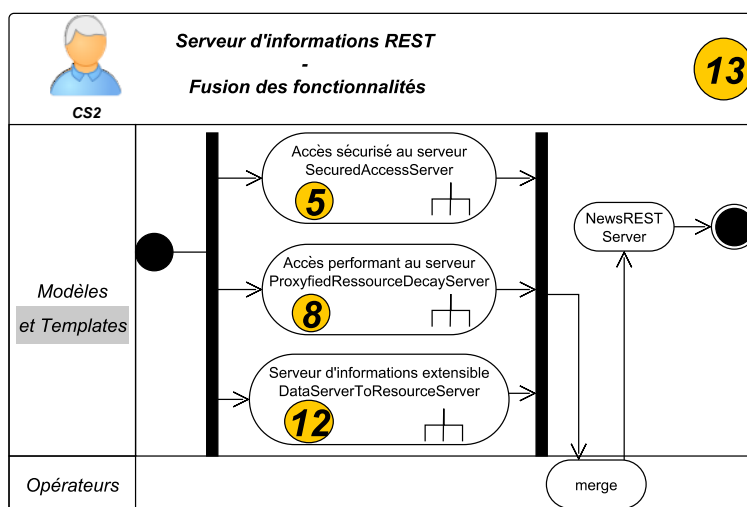 Serveur d'informations REST
-
Fusion des fonctionnalités
13
CS2
Modèles
et Templates
Accès sécurisé au serveur
SecuredAccessServer
5
Accès performant au serveur
ProxyfiedRessourceDecayServer
8
Serveur d'informations extensible
DataServerToResourceServer
12
NewsREST
Server
Opérateurs
merge